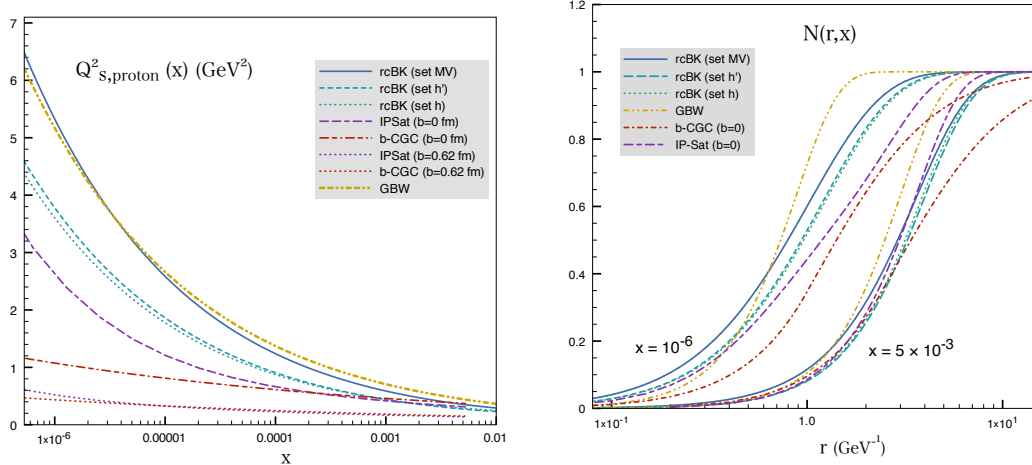 7
6
5
4
3
2
1
0
Q²s,proton (x) (GeV²)
rcBK (set MV)
rcBK (set h')
rcBK (set h)
IPSat (b=0 fm)
b-CGC (b=0 fm)
IPSat (b=0.62 fm)
b-CGC (b=0.62 fm)
GBW
1×10⁻⁶
0.00001
0.0001
0.001
0.01
x
1.2
1
0.8
0.6
0.4
0.2
0
N(r,x)
rcBK (set MV)
rcBK (set h')
rcBK (set h)
GBW
b-CGC (b=0)
IP-Sat (b=0)
x = 10⁻⁶
x = 5 × 10⁻³
1×10⁻¹
1.0
1×10¹
r (GeV⁻¹)